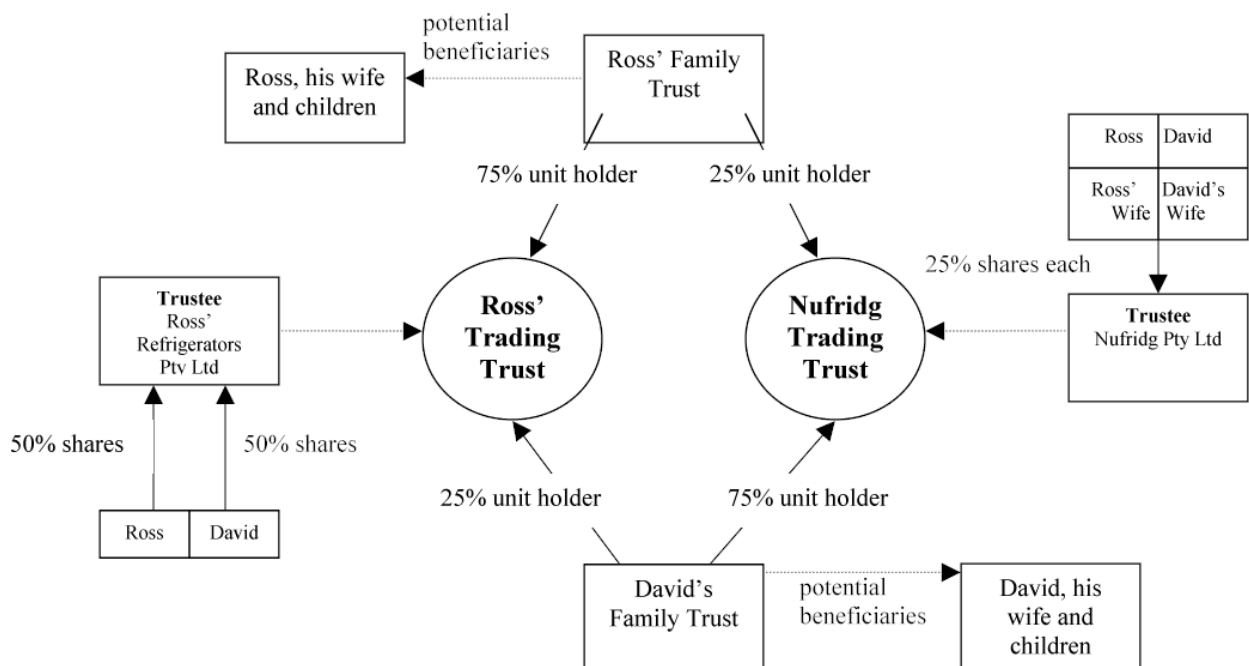 potential
beneficiaries
Ross' Family
Trust
Ross, his wife
and children
75% unit holder
25% unit holder
Ross
David
Ross'
Wife
David's
Wife
25% shares each
Trustee
Ross'
Refrigerators
Ptv Ltd
Ross'
Trading
Trust
Nufridg
Trading
Trust
Trustee
Nufridg Pty Ltd
50% shares
50% shares
25% unit holder
75% unit holder
Ross
David
David's
Family Trust
potential
beneficiaries
David, his
wife and
children